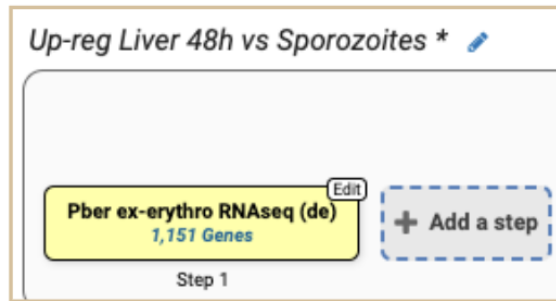 Up-reg Liver 48h vs Sporozoites *
Edit
Pber ex-erythro RNAseq (de)
1,151 Genes
+ Add a step
Step 1